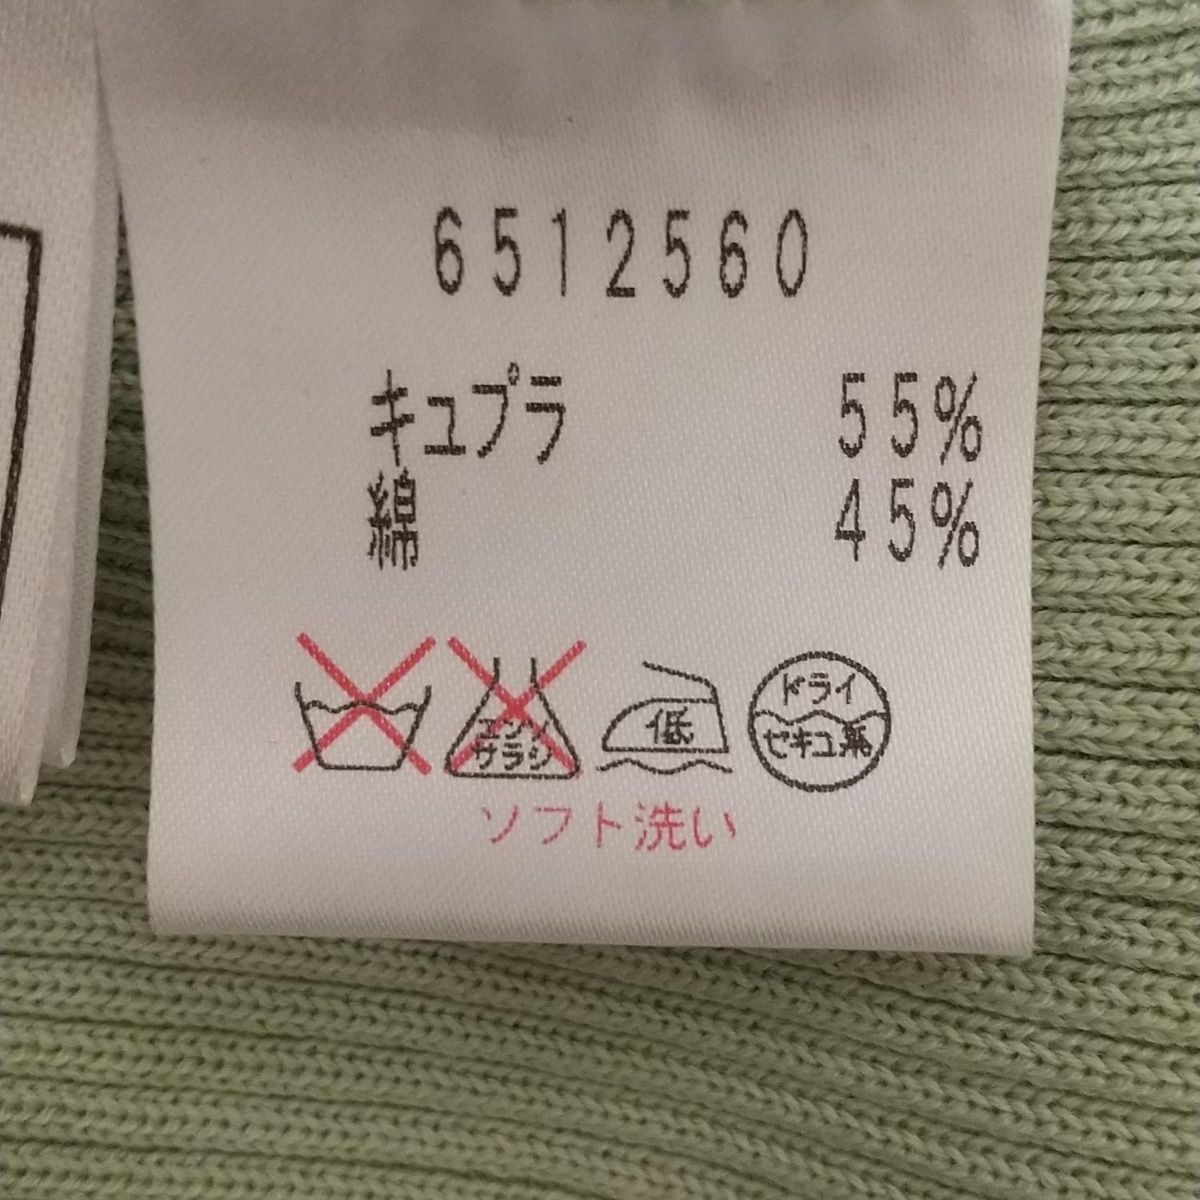 6512560
キュプラ 55%
綿 45%
エンソサラシ
低
ドライ
セキユ系
ソフト洗い